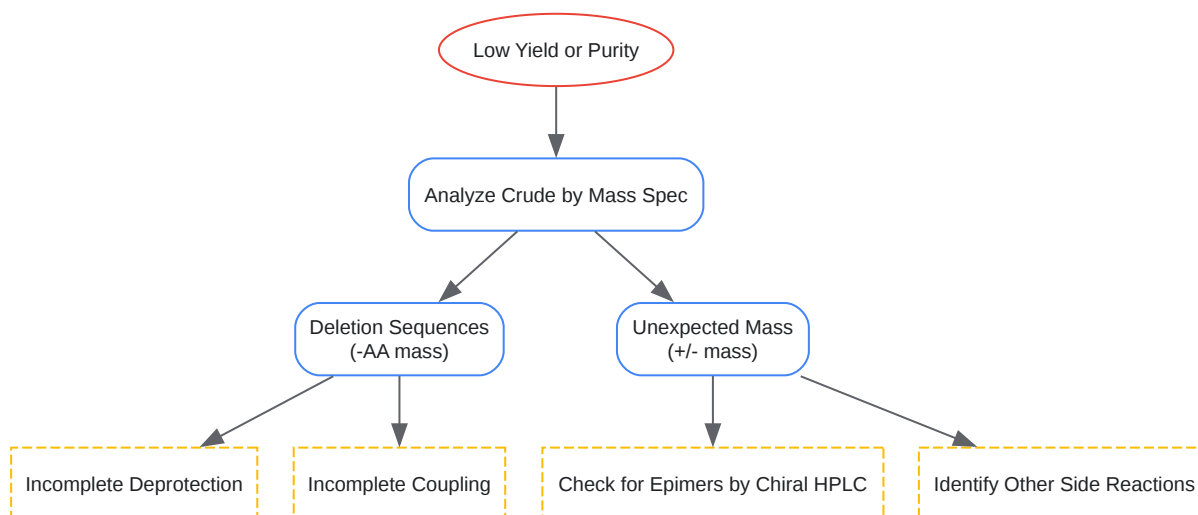 Low Yield or Purity
Analyze Crude by Mass Spec
Deletion Sequences
(-AA mass)
Unexpected Mass
(+/- mass)
Incomplete Deprotection
Incomplete Coupling
Check for Epimers by Chiral HPLC
Identify Other Side Reactions